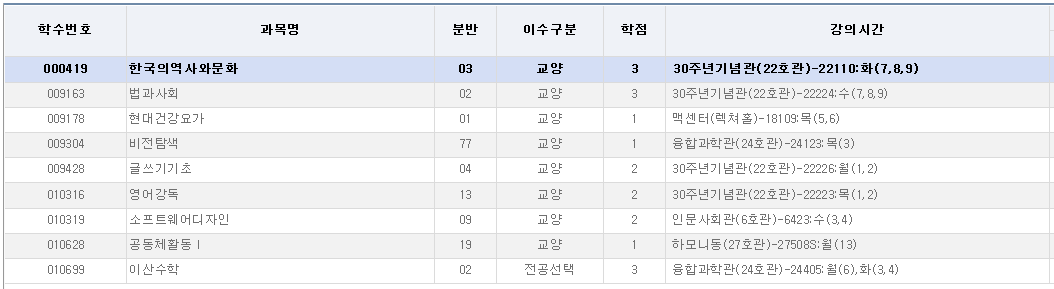 학수번호 과목명 분반 이수구분 학점 강의시간
000419 한국의역사와문화 03 교양 3 30주년기념관(22호관)-22110:화(7,8,9)
009163 법과사회 02 교양 3 30주년기념관(22호관)-22224:수(7,8,9)
009178 현대건강요가 01 교양 1 맥센터(렉쳐홀)-18109:목(5,6)
009304 비전탐색 77 교양 1 융합과학관(24호관)-24123:목(3)
009428 글쓰기기초 04 교양 2 30주년기념관(22호관)-22226:월(1,2)
010316 영어강독 13 교양 2 30주년기념관(22호관)-22223:목(1,2)
010319 소프트웨어디자인 09 교양 2 인문사회관(6호관)-6423:수(3,4)
010628 공동체활동Ⅰ 19 교양 1 하모니동(27호관)-27508S:월(13)
010699 이산수학 02 전공선택 3 융합과학관(24호관)-24405:월(6),화(3,4)